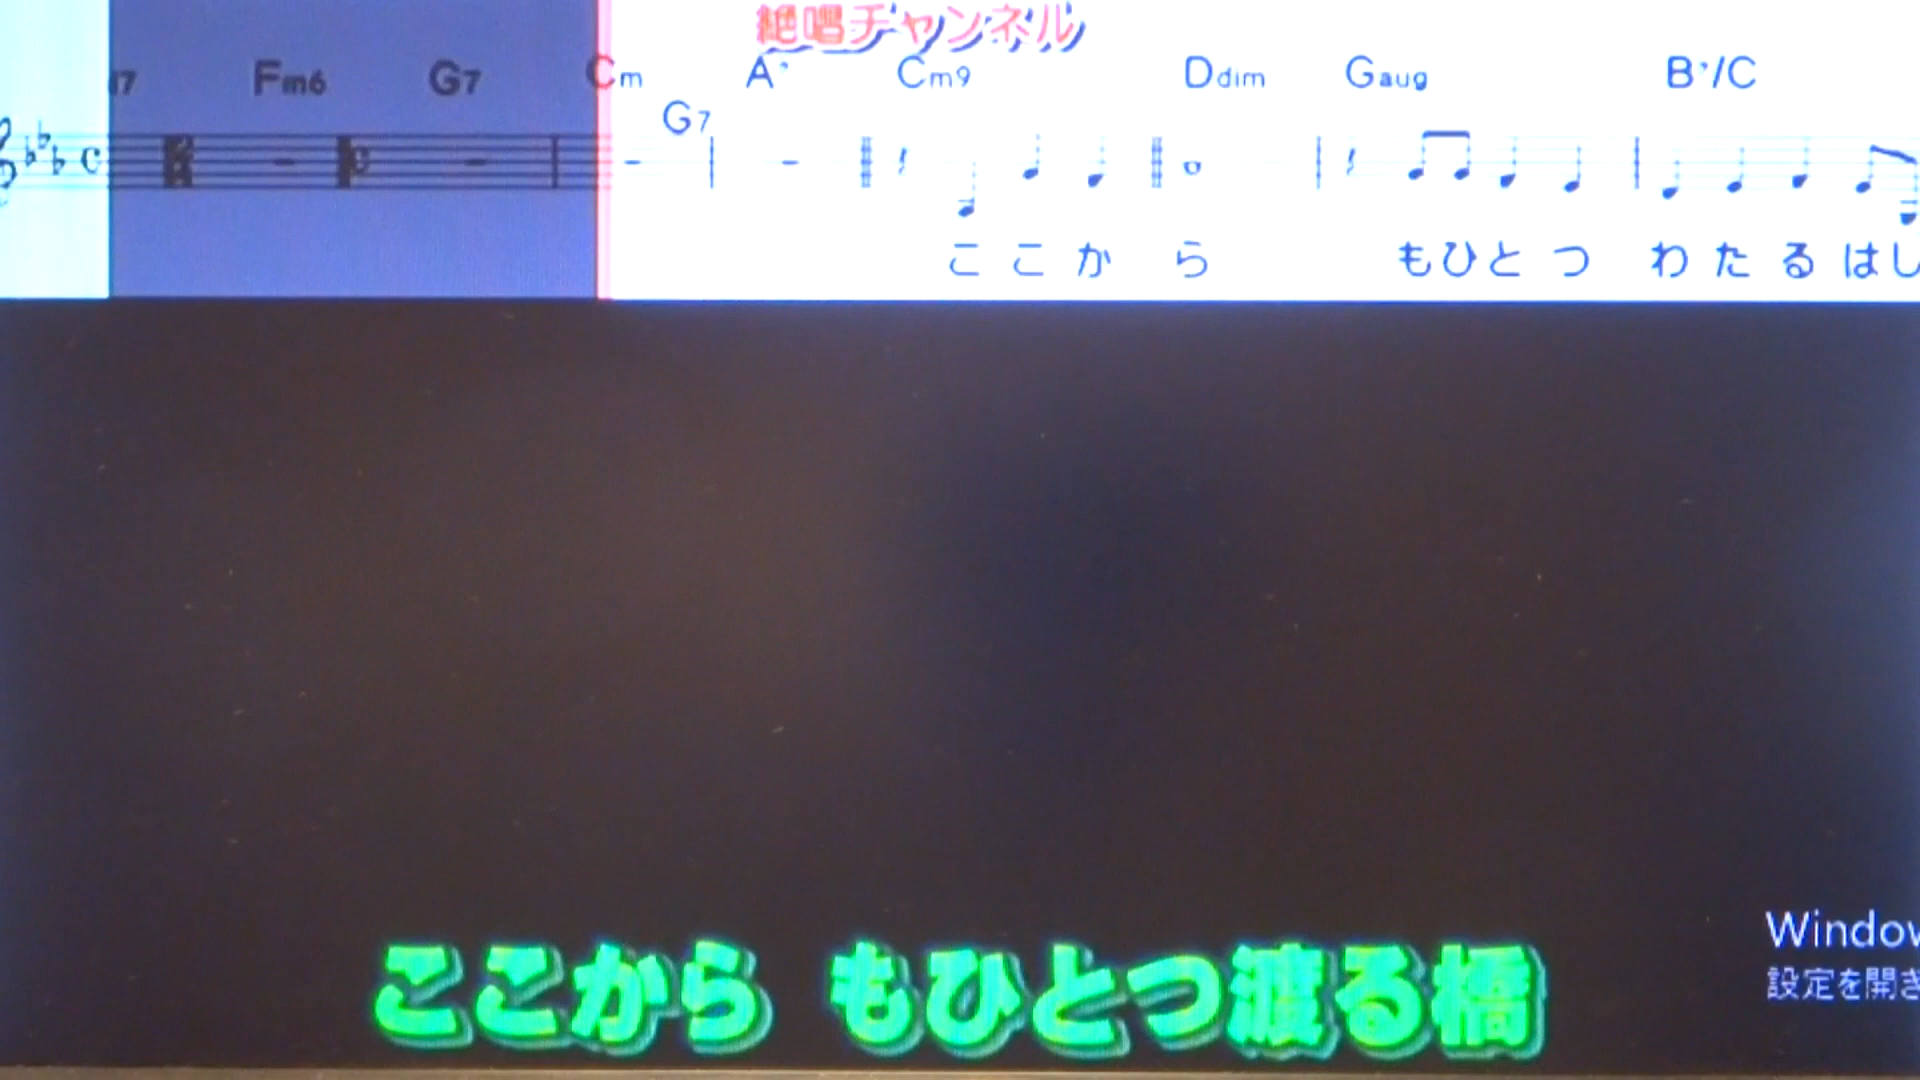 絶唱チャンネル
Fm6 G7 Cm A♭ Cm9 Ddim Gaug B♭/C
G7
ここから もひとつ わたるはし
ここから もひとつ渡る橋
Window
設定を開き